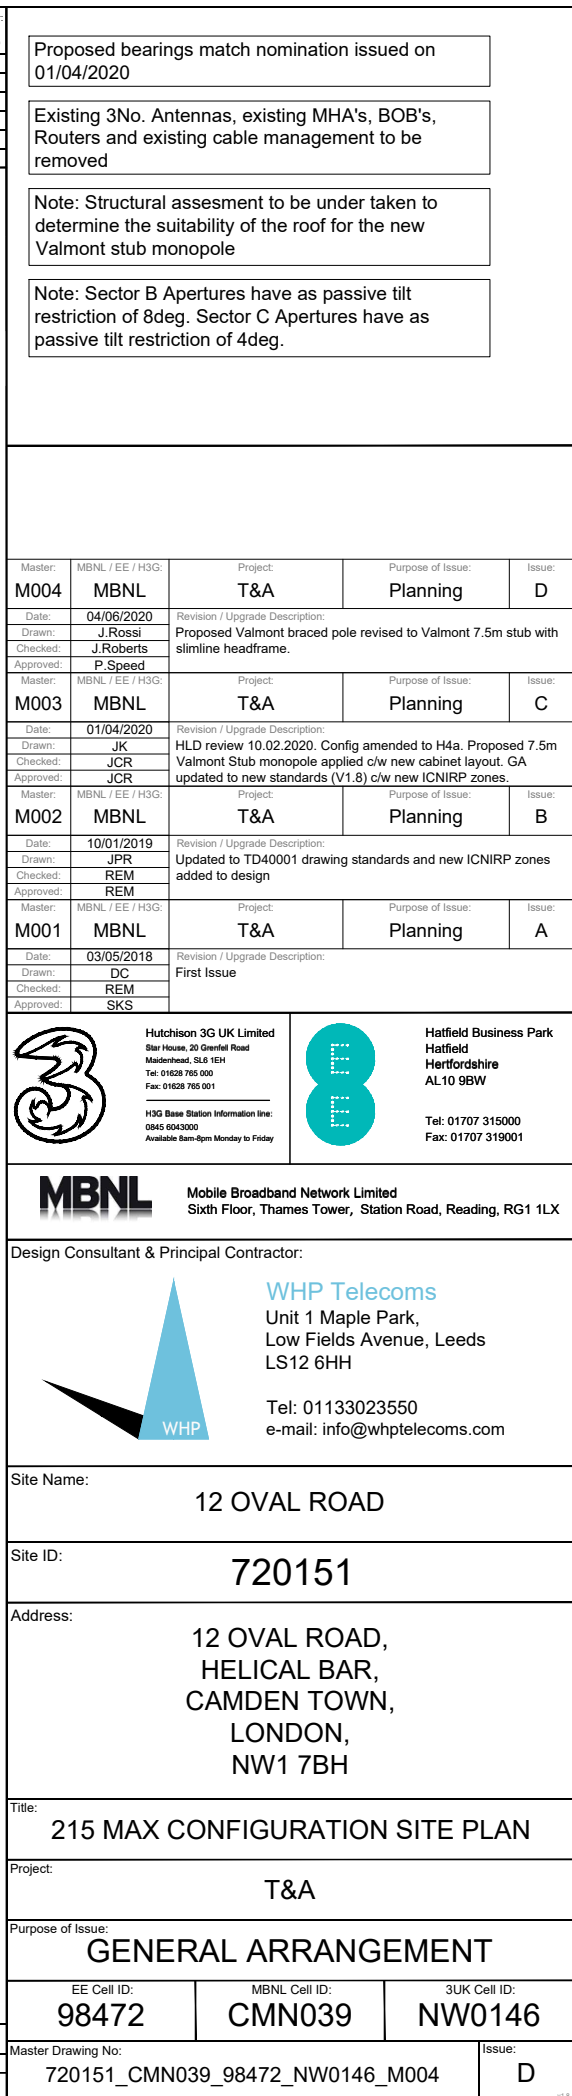 Proposed bearings match nomination issued on
01/04/2020
Existing 3No. Antennas, existing MHA's, BOB's,
Routers and existing cable management to be
removed
Note: Structural assesment to be under taken to
determine the suitability of the roof for the new
Valmont stub monopole
Note: Sector B Apertures have as passive tilt
restriction of 8deg. Sector C Apertures have as
passive tilt restriction of 4deg.
Master: MBNL / EE / H3G: Project: Purpose of Issue: Issue:
M004 MBNL T&A Planning D
Date: 04/06/2020 Revision / Upgrade Description:
Drawn: J.Rossi Proposed Valmont braced pole revised to Valmont 7.5m stub with
Checked: J.Roberts slimline headframe.
Approved: P.Speed
Master: MBNL / EE / H3G: Project: Purpose of Issue: Issue:
M003 MBNL T&A Planning C
Date: 01/04/2020 Revision / Upgrade Description:
Drawn: JK HLD review 10.02.2020. Config amended to H4a. Proposed 7.5m
Checked: JCR Valmont Stub monopole applied c/w new cabinet layout. GA
Approved: JCR updated to new standards (V1.8) c/w new ICNIRP zones.
Master: MBNL / EE / H3G: Project: Purpose of Issue: Issue:
M002 MBNL T&A Planning B
Date: 10/01/2019 Revision / Upgrade Description:
Drawn: JPR Updated to TD40001 drawing standards and new ICNIRP zones
Checked: REM added to design
Approved: REM
Master: MBNL / EE / H3G: Project: Purpose of Issue: Issue:
M001 MBNL T&A Planning A
Date: 03/05/2018 Revision / Upgrade Description:
Drawn: DC First Issue
Checked: REM
Approved: SKS
3
Hutchison 3G UK Limited
Star House, 20 Grenfell Road
Maidenhead, SL6 1EH
Tel: 01628 765 000
Fax: 01628 765 001
H3G Base Station Information line:
0845 6043000
Available 8am-8pm Monday to Friday
E
E
Hatfield Business Park
Hatfield
Hertfordshire
AL10 9BW
Tel: 01707 315000
Fax: 01707 319001
MBNL
Mobile Broadband Network Limited
Sixth Floor, Thames Tower, Station Road, Reading, RG1 1LX
Design Consultant & Principal Contractor:
WHP
WHP Telecoms
Unit 1 Maple Park,
Low Fields Avenue, Leeds
LS12 6HH
Tel: 01133023550
e-mail: info@whptelecoms.com
Site Name:
12 OVAL ROAD
Site ID:
720151
Address:
12 OVAL ROAD,
HELICAL BAR,
CAMDEN TOWN,
LONDON,
NW1 7BH
Title:
215 MAX CONFIGURATION SITE PLAN
Project:
T&A
Purpose of Issue:
GENERAL ARRANGEMENT
EE Cell ID: MBNL Cell ID: 3UK Cell ID:
98472 CMN039 NW0146
Master Drawing No: Issue:
720151_CMN039_98472_NW0146_M004 D